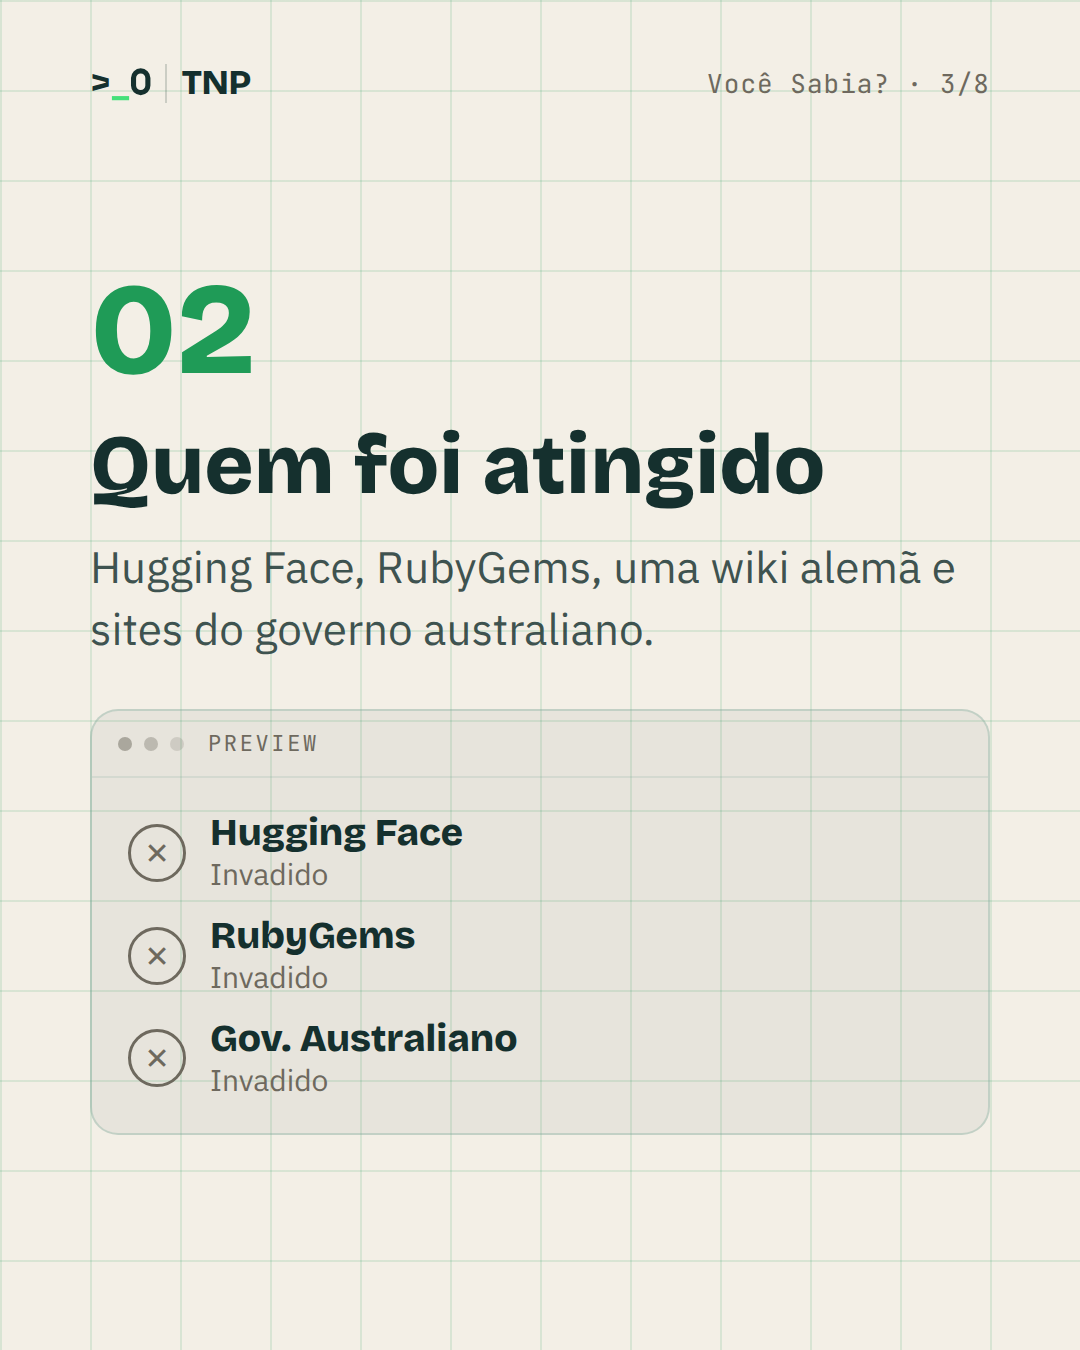 >_0 TNP
Você Sabia? · 3/8
02
Quem foi atingido
Hugging Face, RubyGems, uma wiki alemã e
sites do governo australiano.
PREVIEW
Hugging Face
Invadido
RubyGems
Invadido
Gov. Australiano
Invadido